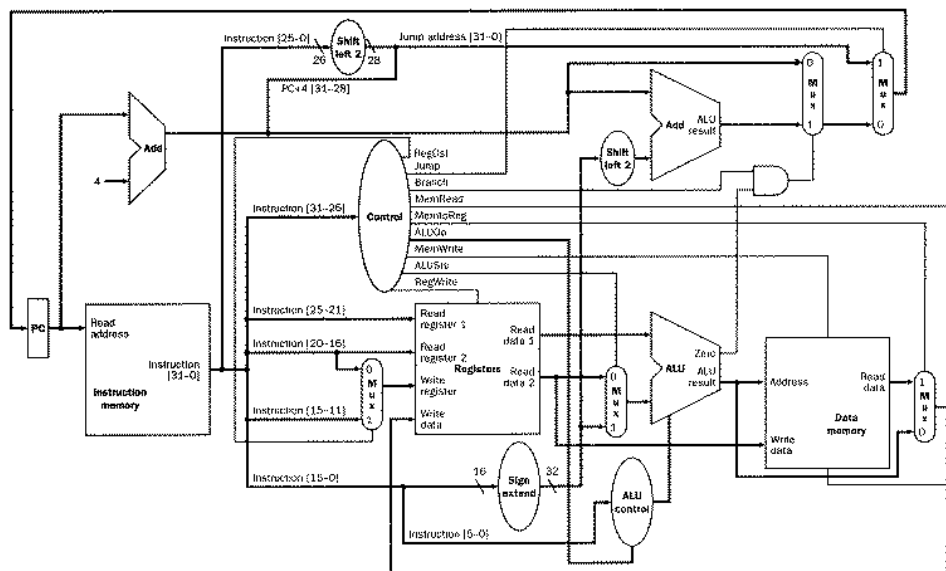 Instruction [25–0]
Shift
left 2
Jump address [31–0]
26
28
PC+4 [31–28]
Add
4
0
M
u
x
1
1
M
u
x
0
Add
ALU
result
Shift
left 2
RegDst
Jump
Branch
MemRead
MemtoReg
ALUOp
MemWrite
ALUSrc
RegWrite
Control
Instruction [31–26]
PC
Read
address
Instruction
[31–0]
Instruction
memory
Instruction [25–21]
Instruction [20–16]
Instruction [15–11]
0
M
u
x
1
Read
register 1
Read
register 2
Registers
Write
register
Write
data
Read
data 1
Read
data 2
0
M
u
x
1
Zero
ALU
ALU
result
Address
Read
data
Data
memory
Write
data
1
M
u
x
0
Instruction [15–0]
16
Sign
extend
32
ALU
control
Instruction [5–0]